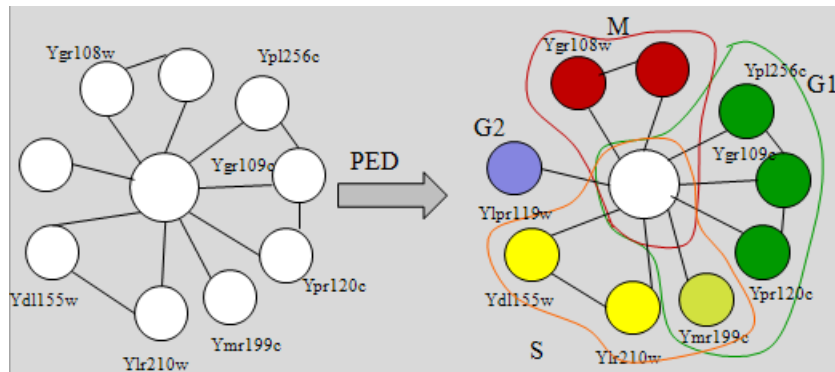 Ygr108w
Ypl256c
Ygr109c
Ydl155w
Ypr120c
Ymr199c
Ylr210w
PED
M
Ygr108w
Ypl256c
G1
G2
Ygr109c
Ylpr119w
Ydl155w
Ypr120c
Ymr199c
S
Ylr210w